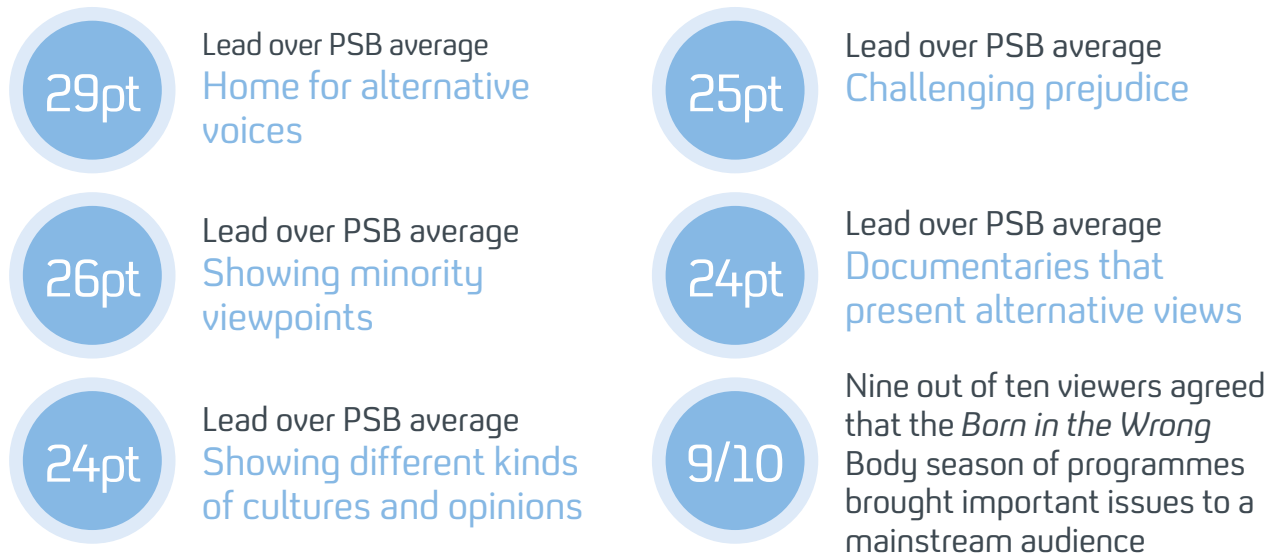 29pt
Lead over PSB average
Home for alternative
voices
25pt
Lead over PSB average
Challenging prejudice
26pt
Lead over PSB average
Showing minority
viewpoints
24pt
Lead over PSB average
Documentaries that
present alternative views
24pt
Lead over PSB average
Showing different kinds
of cultures and opinions
9/10
Nine out of ten viewers agreed
that the Born in the Wrong
Body season of programmes
brought important issues to a
mainstream audience